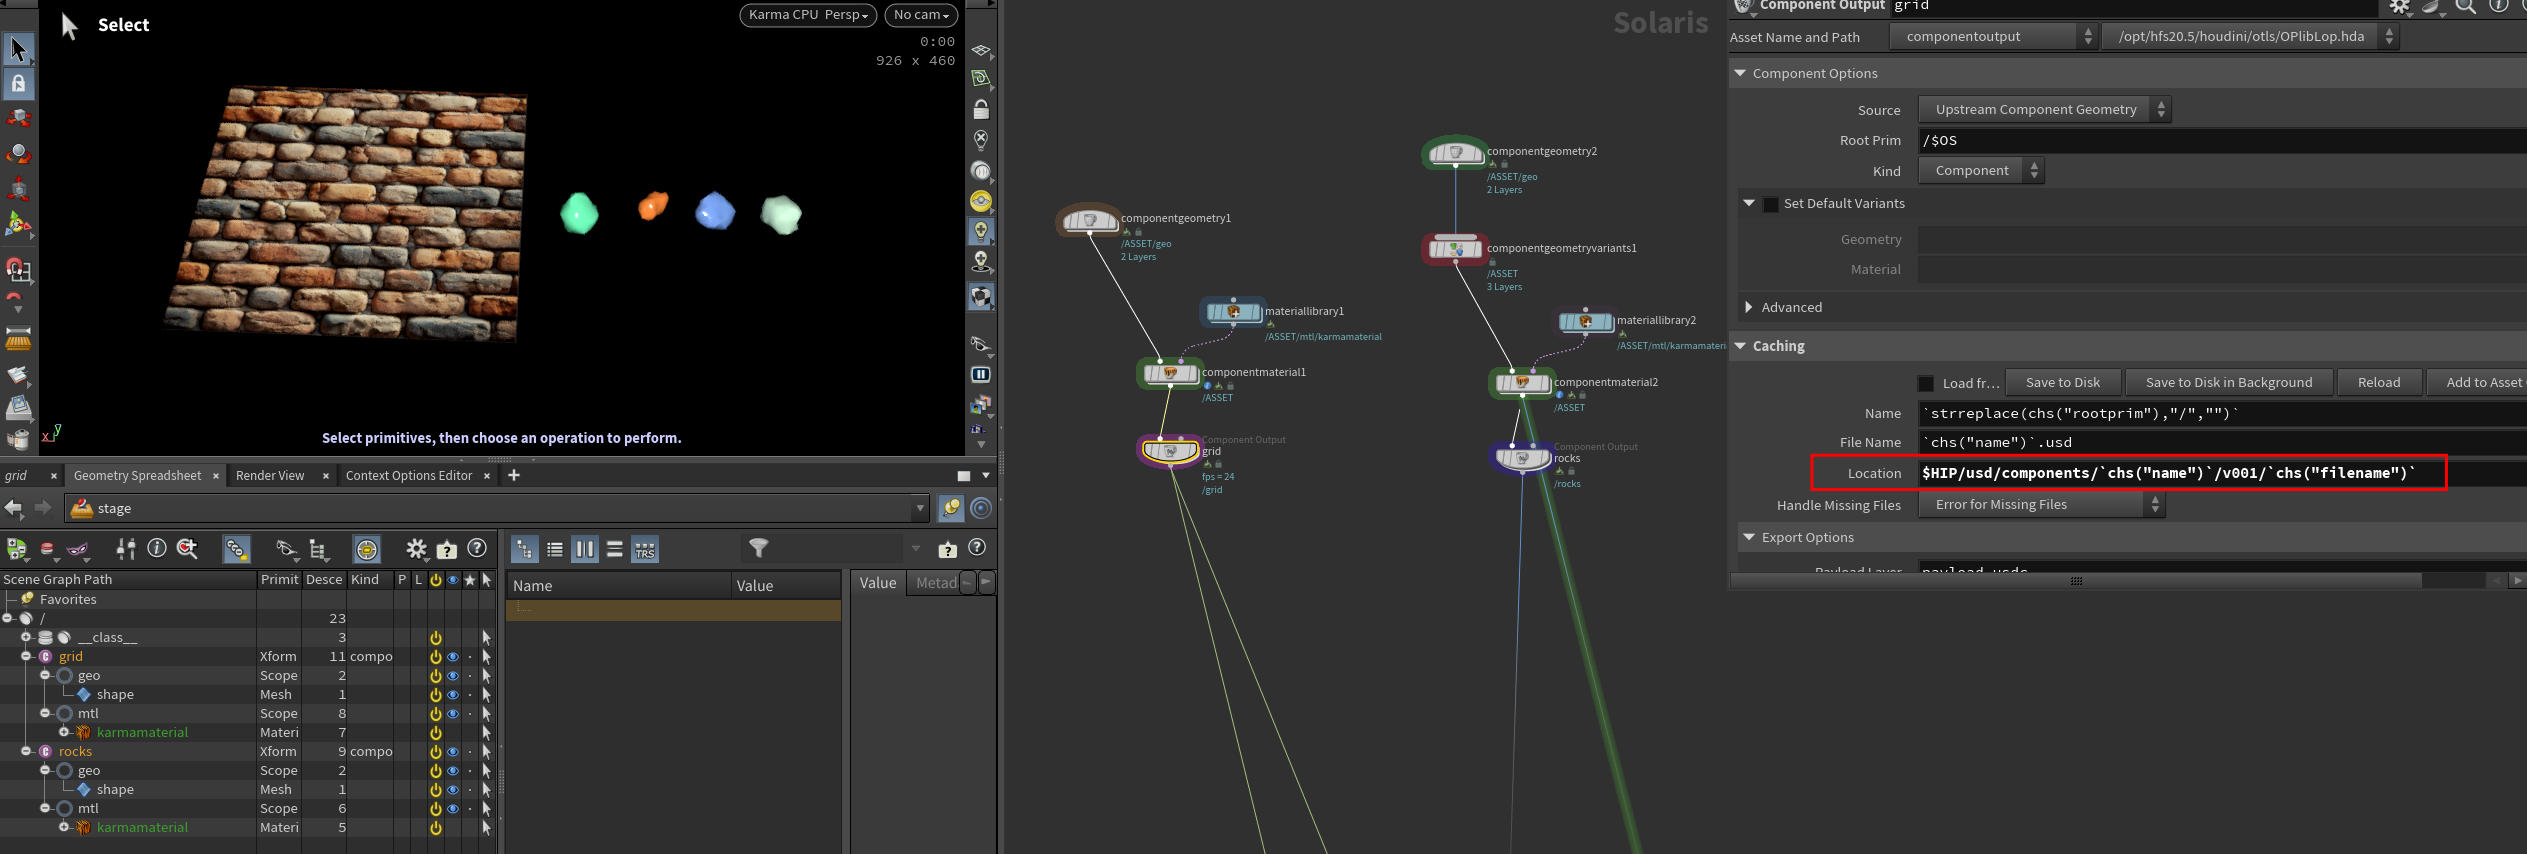 Select
Karma CPU  Persp
No cam
0:00
926 x 460
Select primitives, then choose an operation to perform.
grid
Geometry Spreadsheet
Render View
Context Options Editor
stage
Scene Graph Path
Primit
Desce
Kind
P
L
Favorites
/
23
__class__
3
grid
Xform
11
compo
geo
Scope
2
shape
Mesh
1
mtl
Scope
8
karmamaterial
Materi
7
rocks
Xform
9
compo
geo
Scope
2
shape
Mesh
1
mtl
Scope
6
karmamaterial
Materi
5
TRS
Name
Value
Value
Metad
Solaris
componentgeometry1
/ASSET/geo
2 Layers
materiallibrary1
/ASSET/mtl/karmamaterial
componentmaterial1
/ASSET
Component Output
grid
fps = 24
/grid
componentgeometry2
/ASSET/geo
2 Layers
componentgeometryvariants1
/ASSET
3 Layers
materiallibrary2
/ASSET/mtl/karmamateri
componentmaterial2
/ASSET
Component Output
rocks
/rocks
Component Output
grid
Asset Name and Path
componentoutput
/opt/hfs20.5/houdini/otls/OPlibLop.hda
Component Options
Source
Upstream Component Geometry
Root Prim
/$OS
Kind
Component
Set Default Variants
Geometry
Material
Advanced
Caching
Load fr...
Save to Disk
Save to Disk in Background
Reload
Add to Asset
Name
`strreplace(chs("rootprim"),"/","")`
File Name
`chs("name")`.usd
Location
$HIP/usd/components/`chs("name")`/v001/`chs("filename")`
Handle Missing Files
Error for Missing Files
Export Options
Payload Layer
payload.usdc